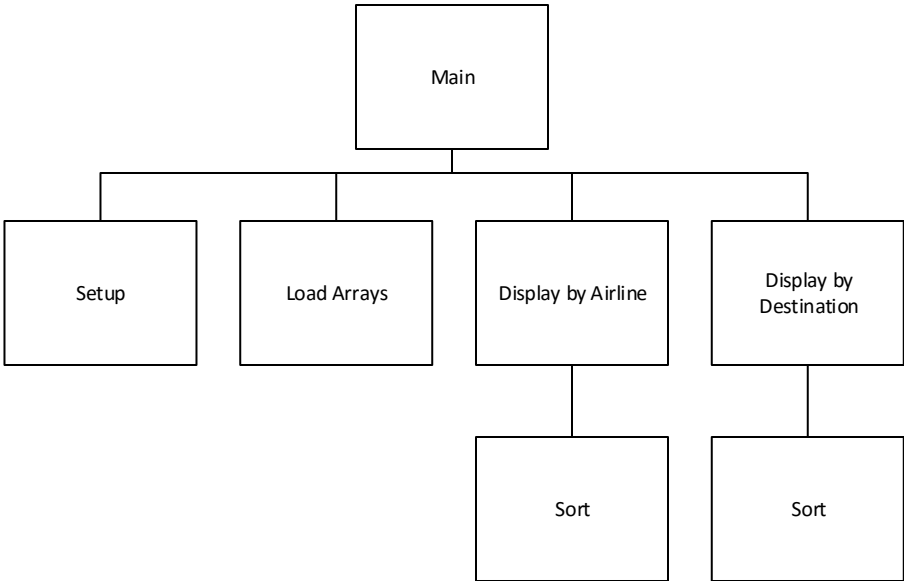 Main
Setup
Load Arrays
Display by Airline
Display by
Destination
Sort
Sort